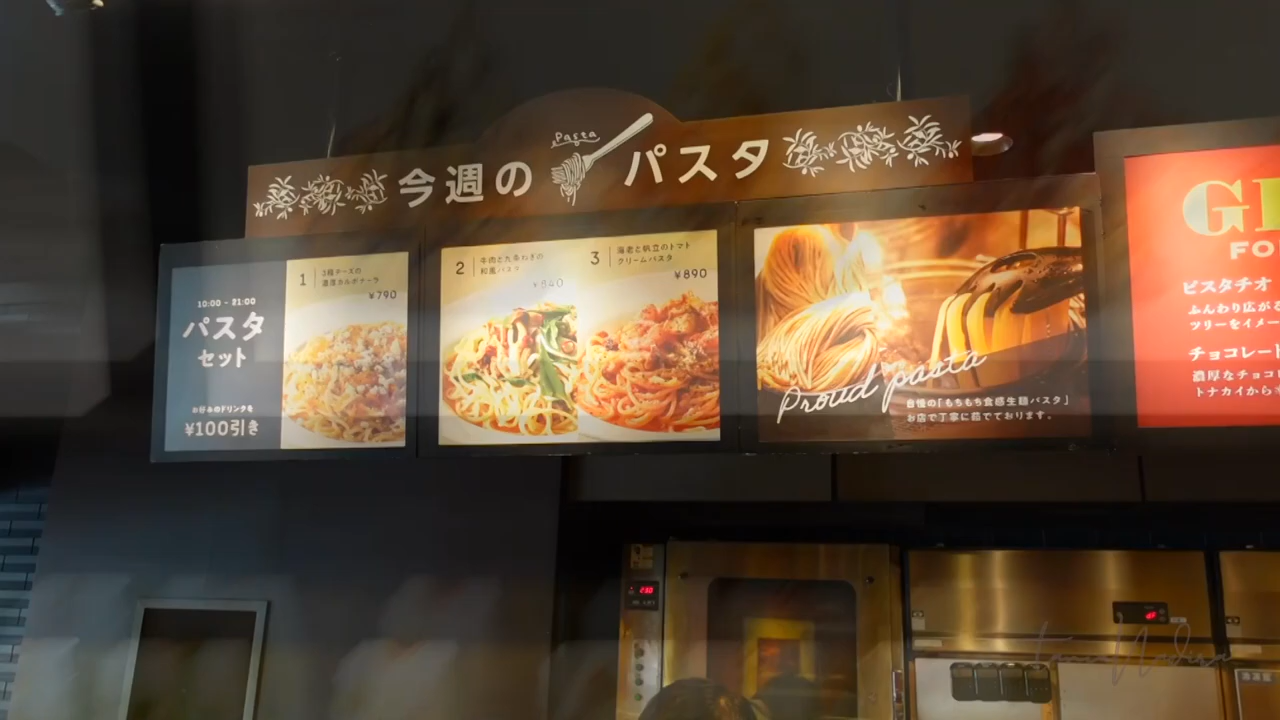 Pasta
今週の パスタ
10:00 - 21:00
パスタ
セット
お好みのドリンクを
¥100引き
1
3種チーズの
濃厚カルボナーラ
¥790
2
牛肉と九条ねぎの
和風パスタ
¥840
3
海老と帆立のトマト
クリームパスタ
¥890
Proud pasta
自慢の「もちもち食感生麺パスタ」
お店で丁寧に茹でております。
ピスタチオ
ふんわり広がる
ツリーをイメー
チョコレート
濃厚なチョコ
トナカイから